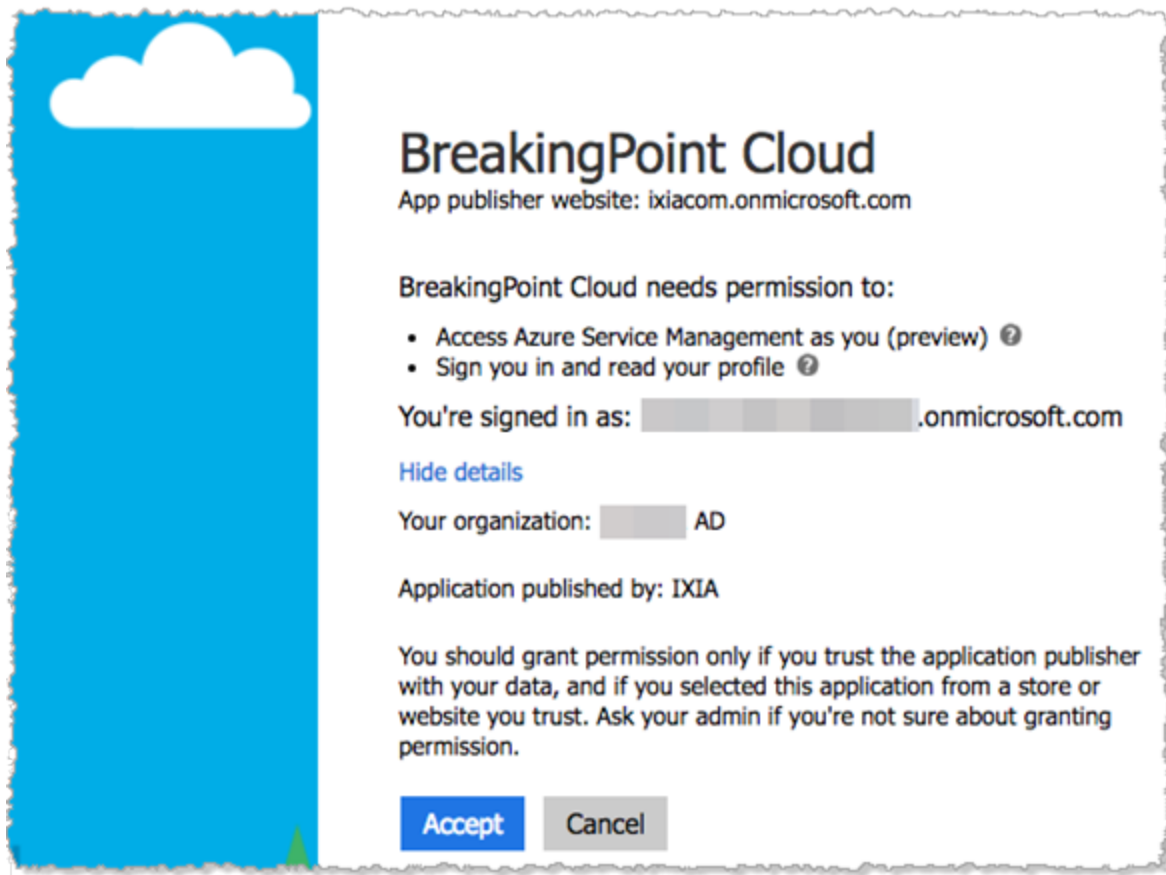 BreakingPoint Cloud
App publisher website: ixiacom.onmicrosoft.com
BreakingPoint Cloud needs permission to:
• Access Azure Service Management as you (preview) ?
• Sign you in and read your profile ?
You're signed in as: .onmicrosoft.com
Hide details
Your organization: AD
Application published by: IXIA
You should grant permission only if you trust the application publisher
with your data, and if you selected this application from a store or
website you trust. Ask your admin if you're not sure about granting
permission.
Accept Cancel